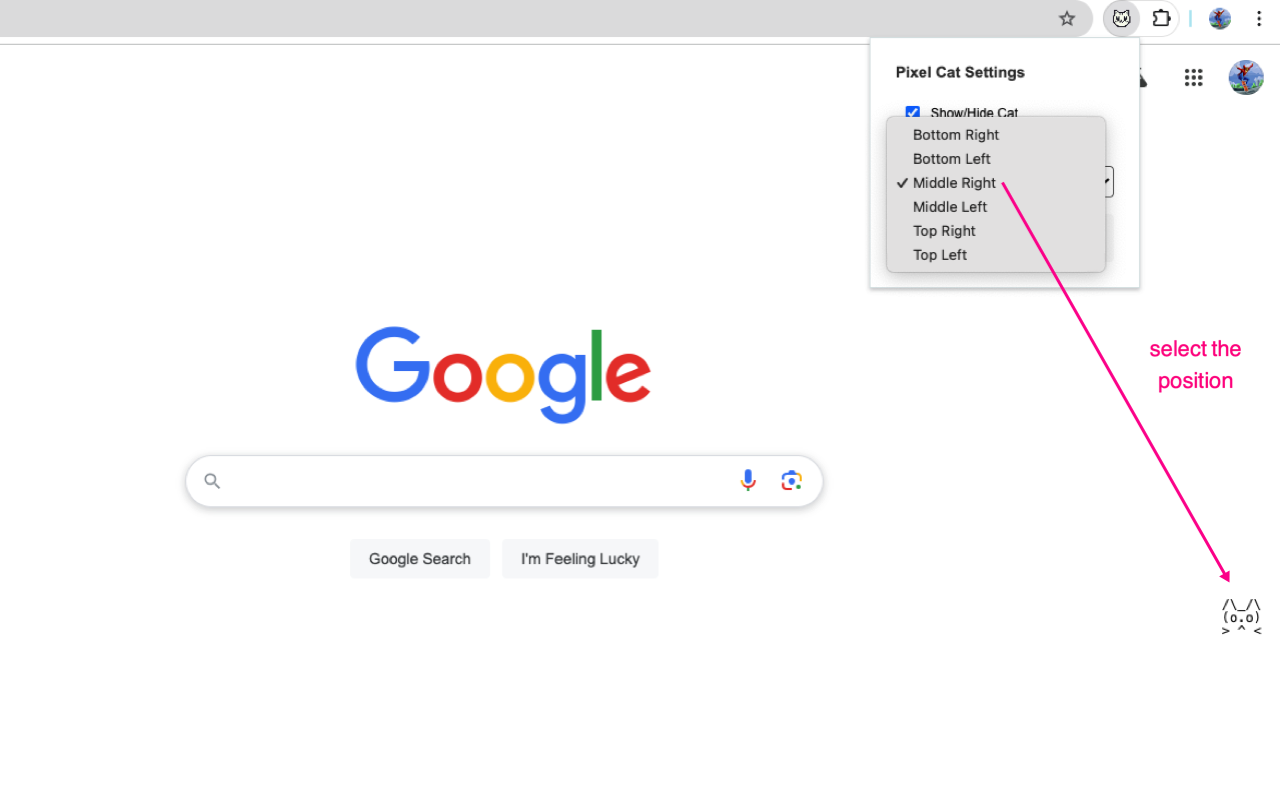 Pixel Cat Settings
Show/Hide Cat
Bottom Right
Bottom Left
✓ Middle Right
Middle Left
Top Right
Top Left
Google
select the
position
Google Search
I'm Feeling Lucky
/\_/\
(o.o)
> ^ <